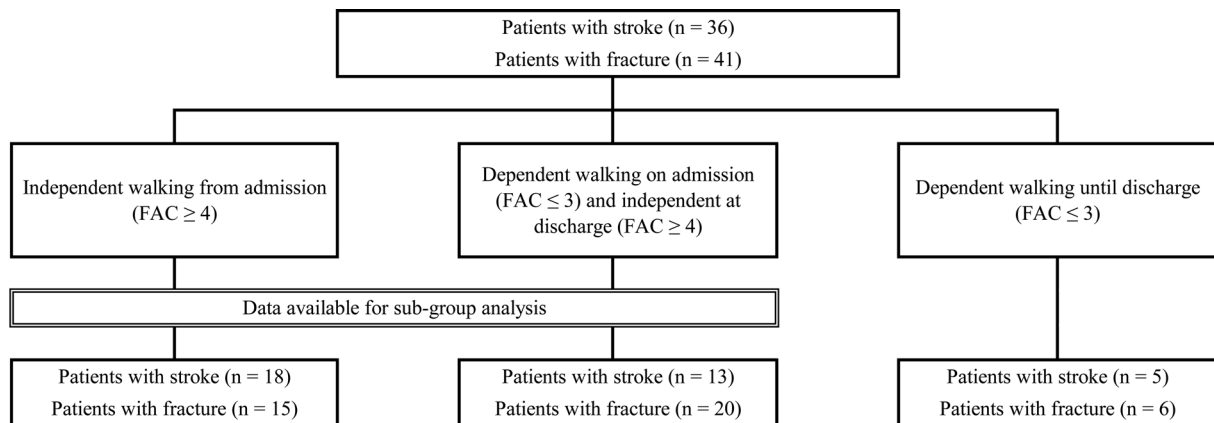 Patients with stroke (n = 36)
Patients with fracture (n = 41)
Independent walking from admission
(FAC ≥ 4)
Dependent walking on admission
(FAC ≤ 3) and independent at
discharge (FAC ≥ 4)
Dependent walking until discharge
(FAC ≤ 3)
Data available for sub-group analysis
Patients with stroke (n = 18)
Patients with fracture (n = 15)
Patients with stroke (n = 13)
Patients with fracture (n = 20)
Patients with stroke (n = 5)
Patients with fracture (n = 6)